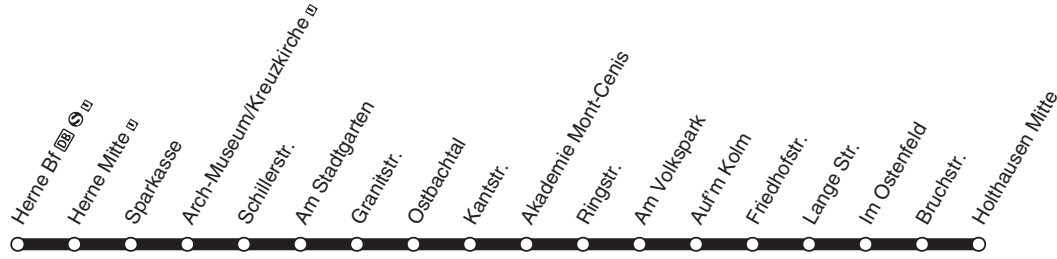 Herne Bf DB S U
Herne Mitte U
Sparkasse
Arch-Museum/Kreuzkirche U
Schillerstr.
Am Stadtgarten
Granitstr.
Ostbachtal
Kantstr.
Akademie Mont-Cenis
Ringstr.
Am Volkspark
Auf'm Kolm
Friedhofstr.
Lange Str.
Im Ostenfeld
Bruchstr.
Holthausen Mitte